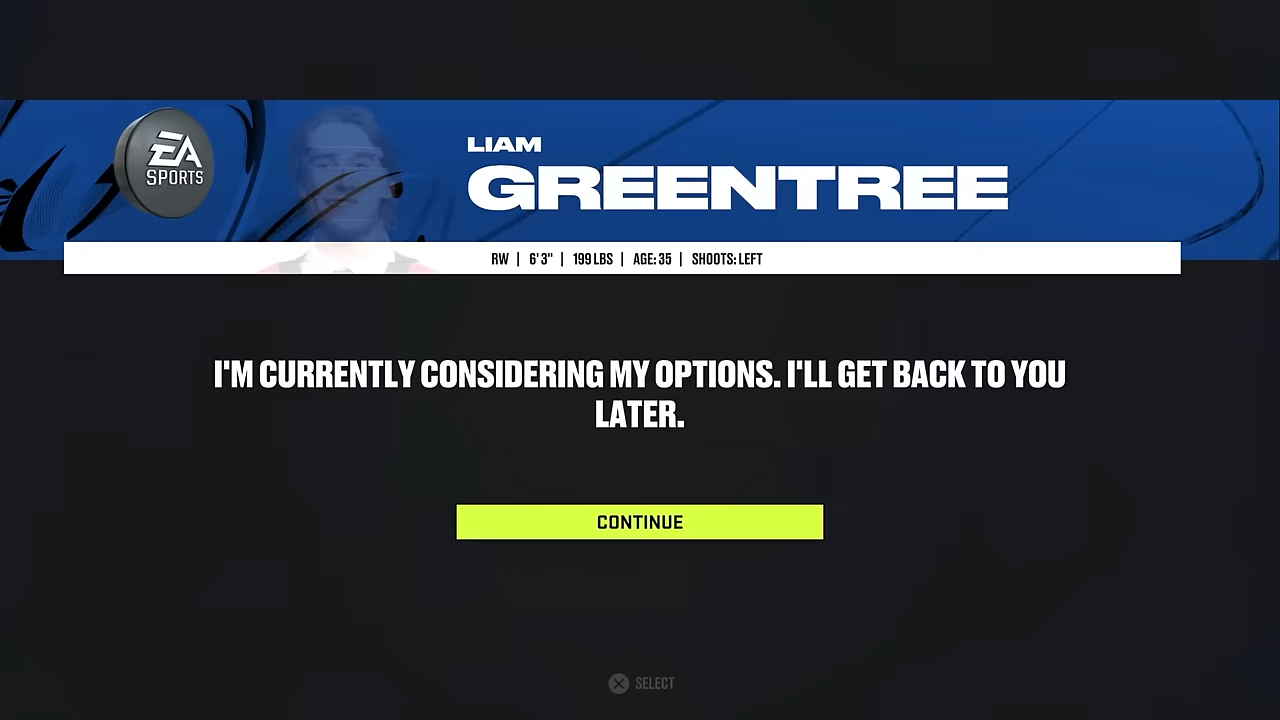 EA
SPORTS
LIAM
GREENTREE
RW | 6' 3" | 199 LBS | AGE: 35 | SHOOTS: LEFT
I'M CURRENTLY CONSIDERING MY OPTIONS. I'LL GET BACK TO YOU
LATER.
CONTINUE
SELECT